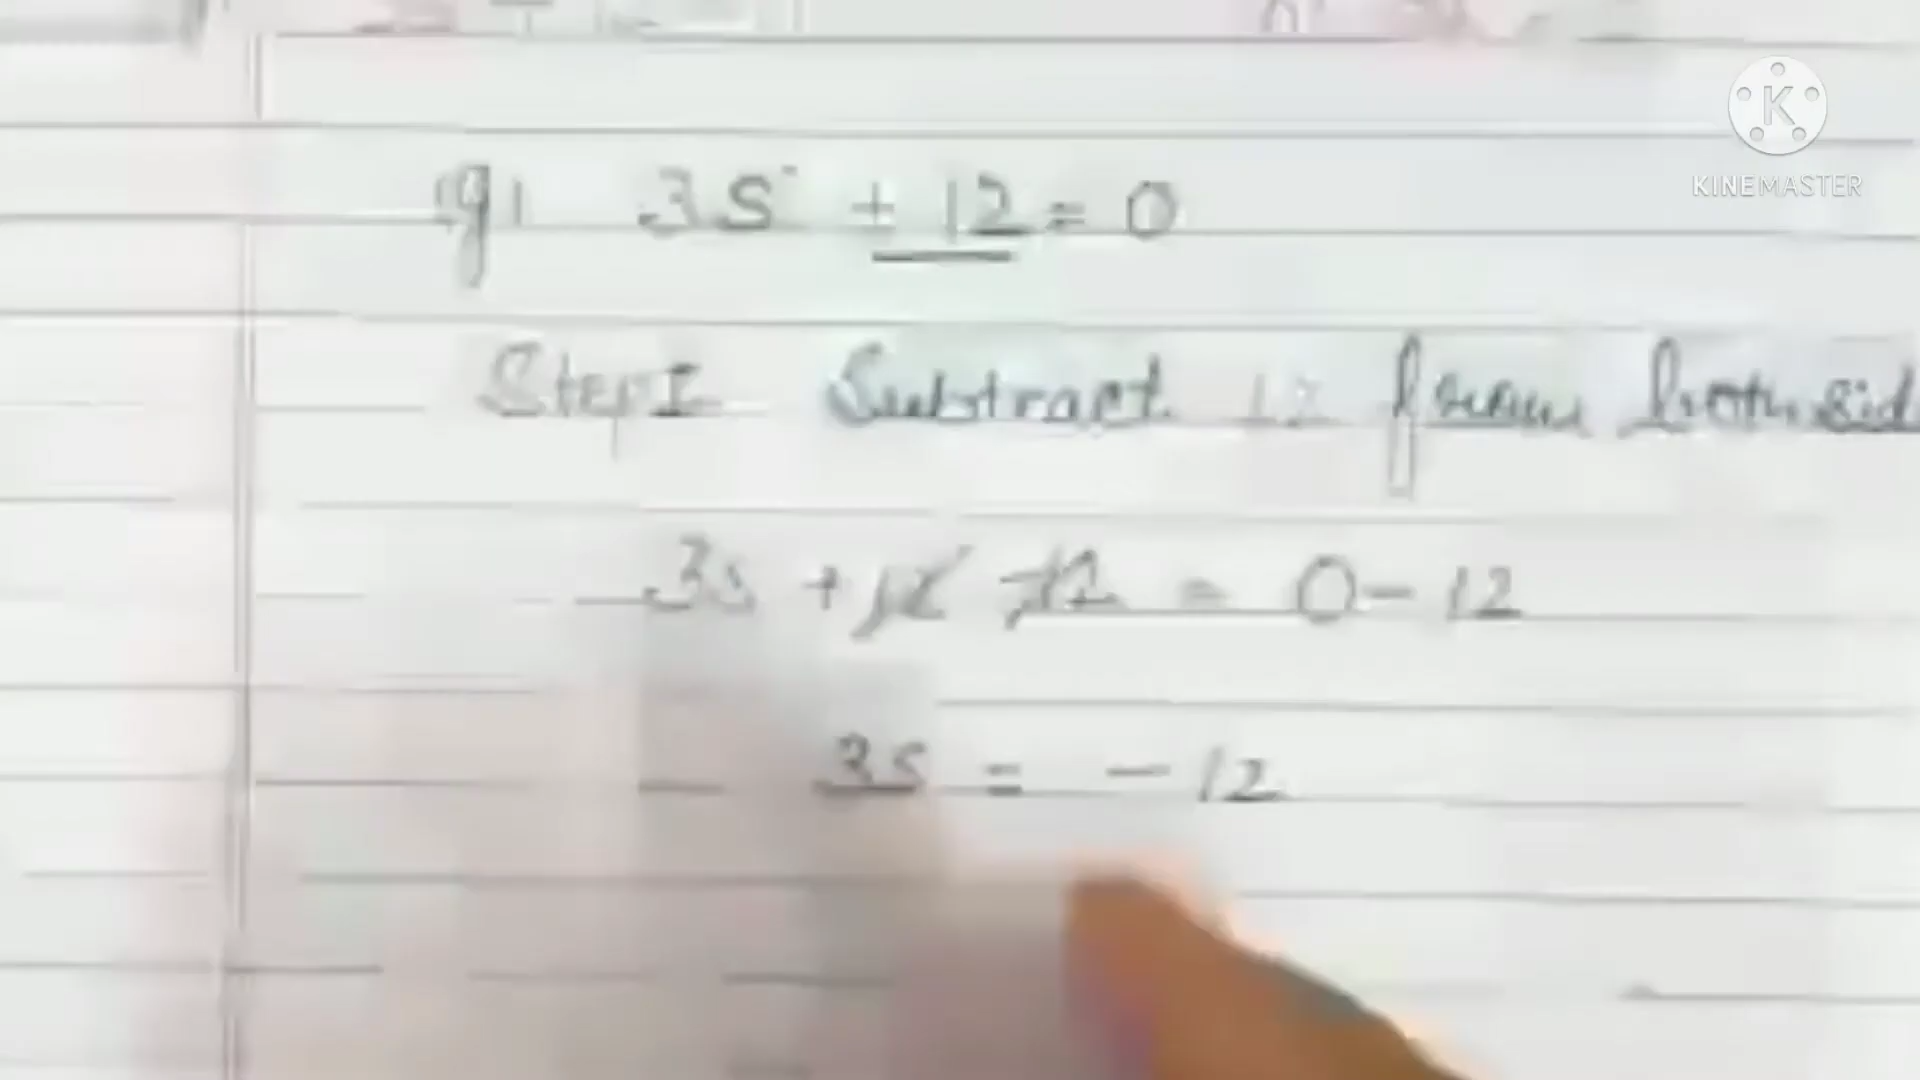 KINEMASTER
g) 3s + 12 = 0
Step I Subtract 12 from both sid
3s + 12 - 12 = 0 - 12
3s = - 12